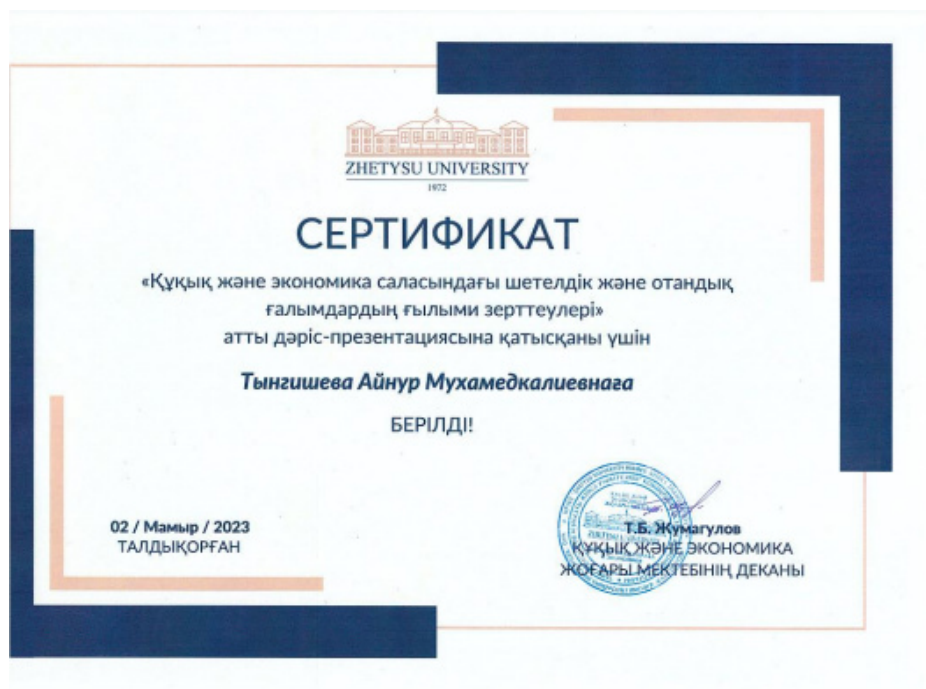 ZHETYSU UNIVERSITY
1972
СЕРТИФИКАТ
«Құқық және экономика саласындағы шетелдік және отандық
ғалымдардың ғылыми зерттеулері»
атты дәріс-презентациясына қатысқаны үшін
Тынгишева Айнур Мухамедкалиевнаға
БЕРІЛДІ!
02 / Мамыр / 2023
ТАЛДЫҚОРҒАН
Т.Б. Жумагулов
ҚҰҚЫҚ ЖӘНЕ ЭКОНОМИКА
ЖОҒАРЫ МЕКТЕБІНІҢ ДЕКАНЫ